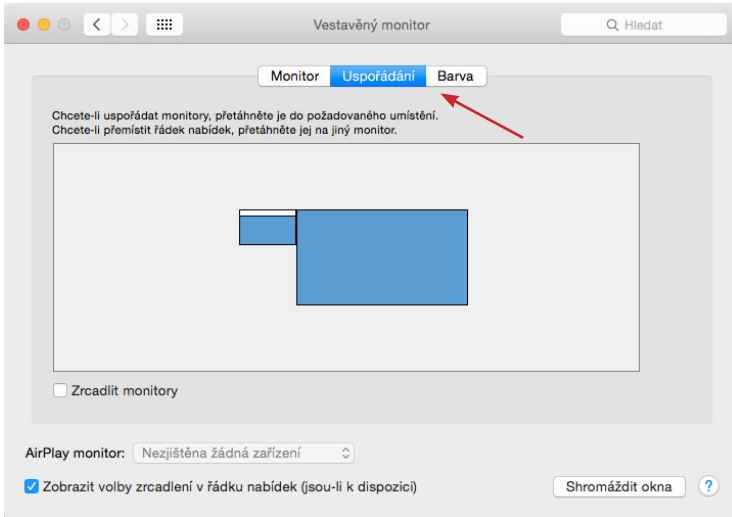 Vestavěný monitor
Hledat
Monitor Uspořádání Barva
Chcete-li uspořádat monitory, přetáhněte je do požadovaného umístění.
Chcete-li přemístit řádek nabídek, přetáhněte jej na jiný monitor.
Zrcadlit monitory
AirPlay monitor: Nezjištěna žádná zařízení
Zobrazit volby zrcadlení v řádku nabídek (jsou-li k dispozici)
Shromáždit okna ?